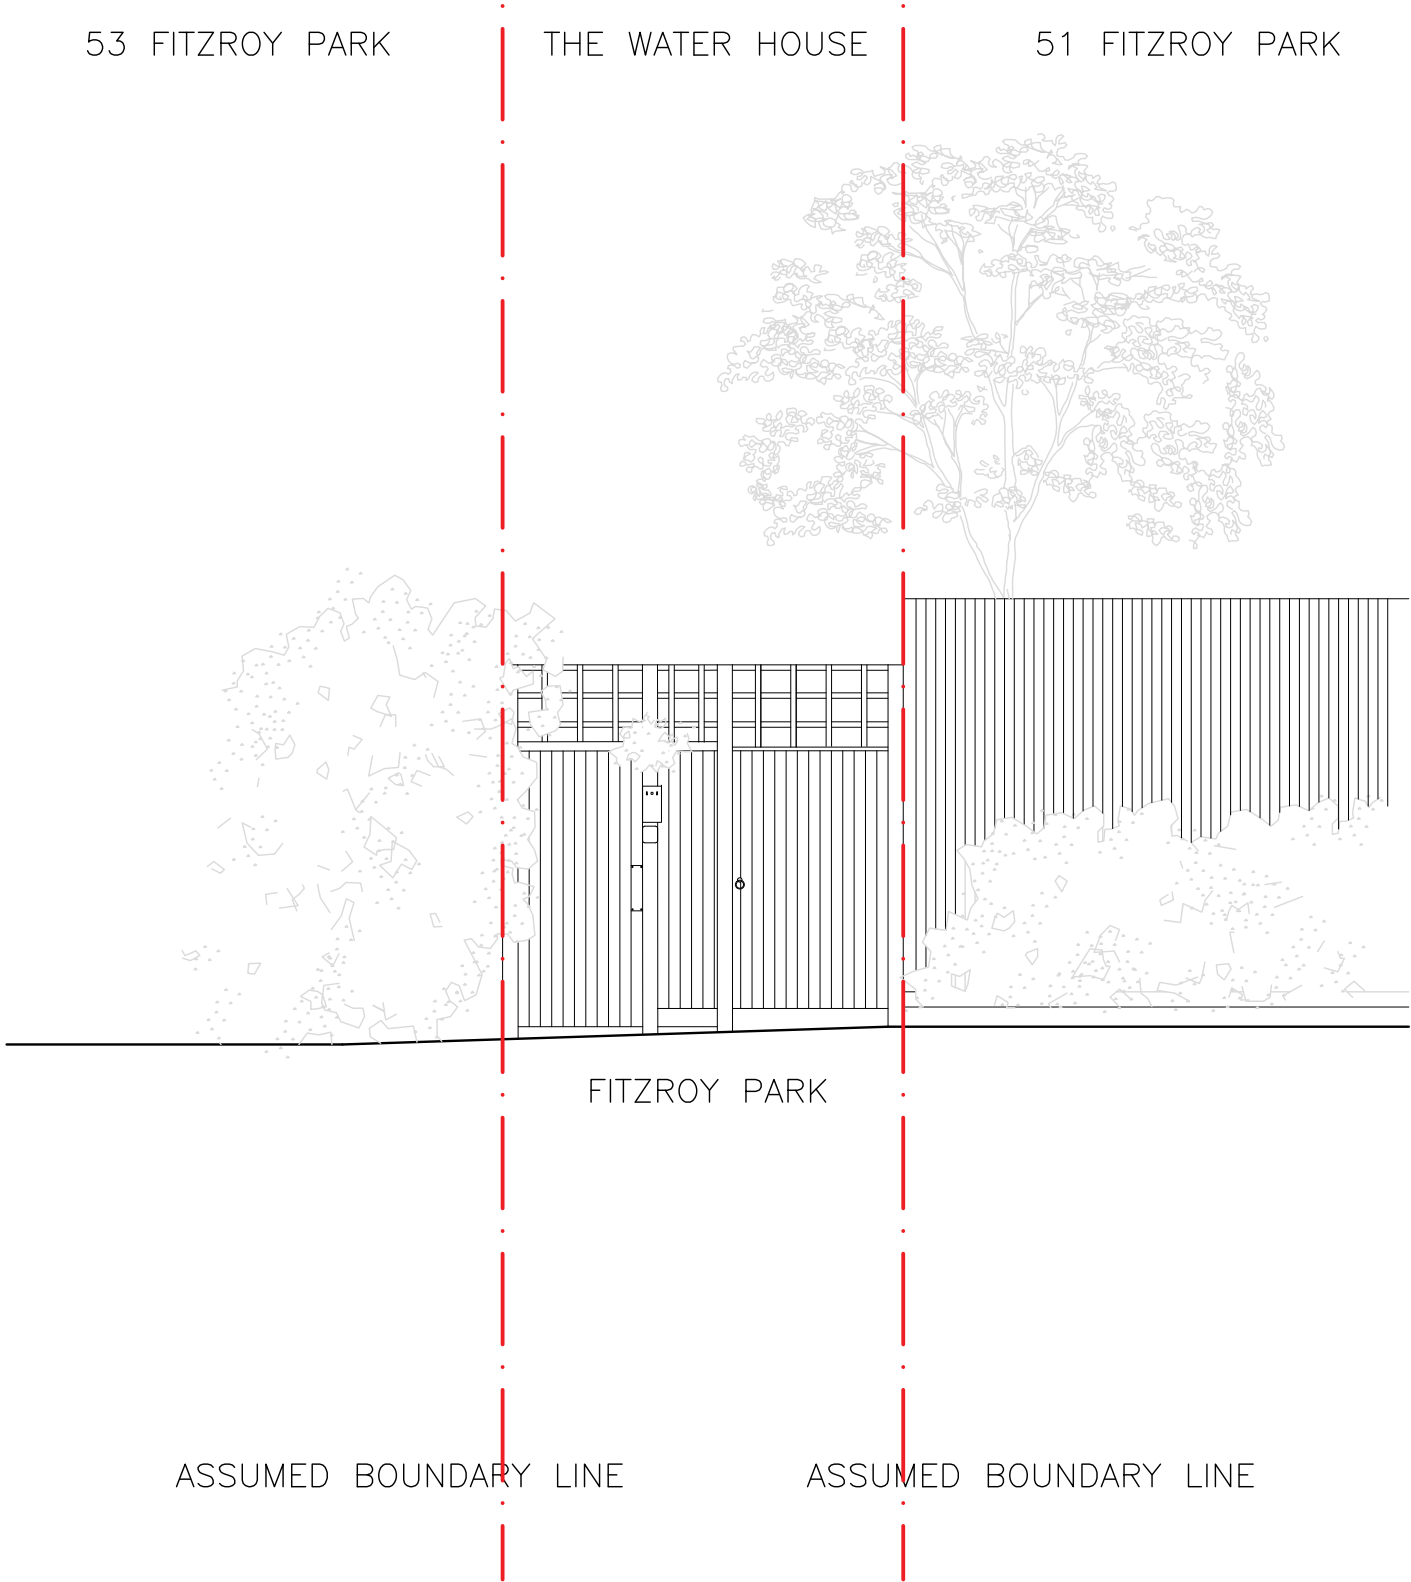 53 FITZROY PARK
THE WATER HOUSE
51 FITZROY PARK
FITZROY PARK
ASSUMED BOUNDARY LINE
ASSUMED BOUNDARY LINE